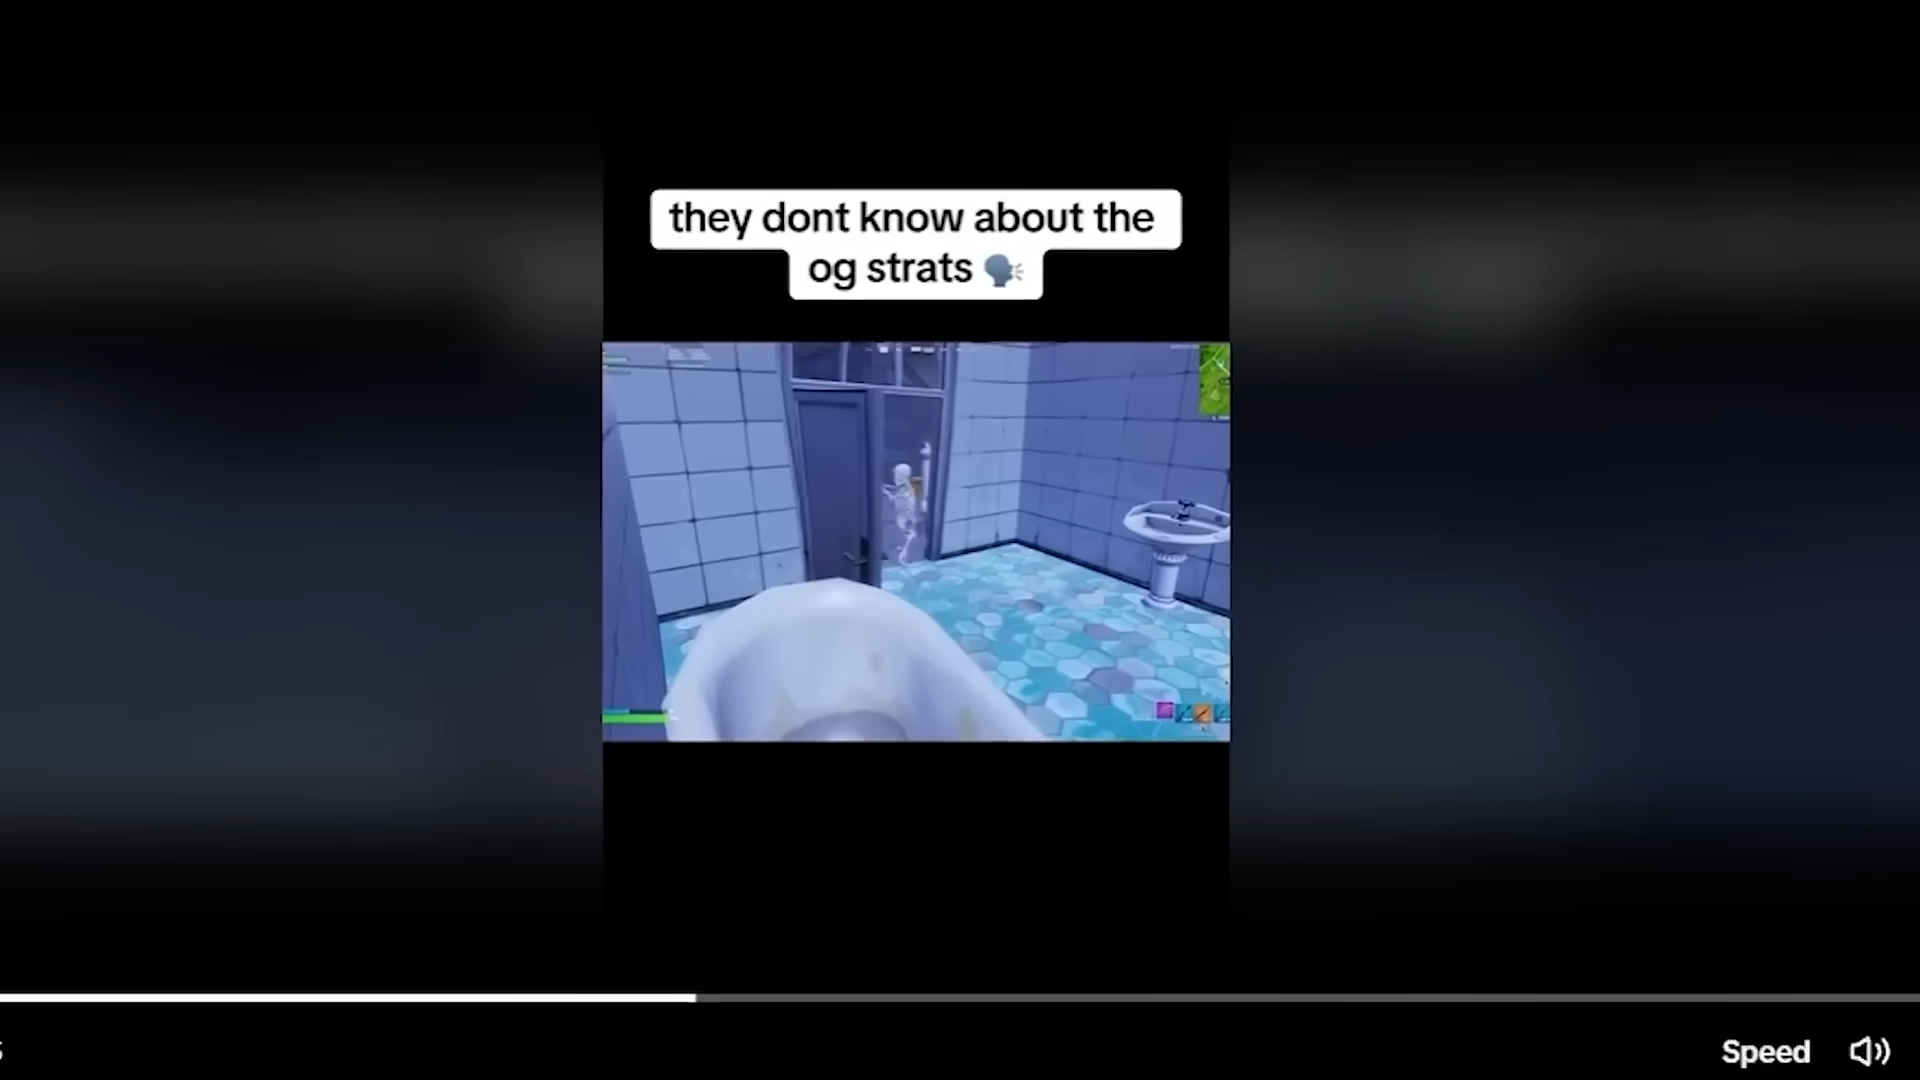 they dont know about the
og strats 🗣️
Speed